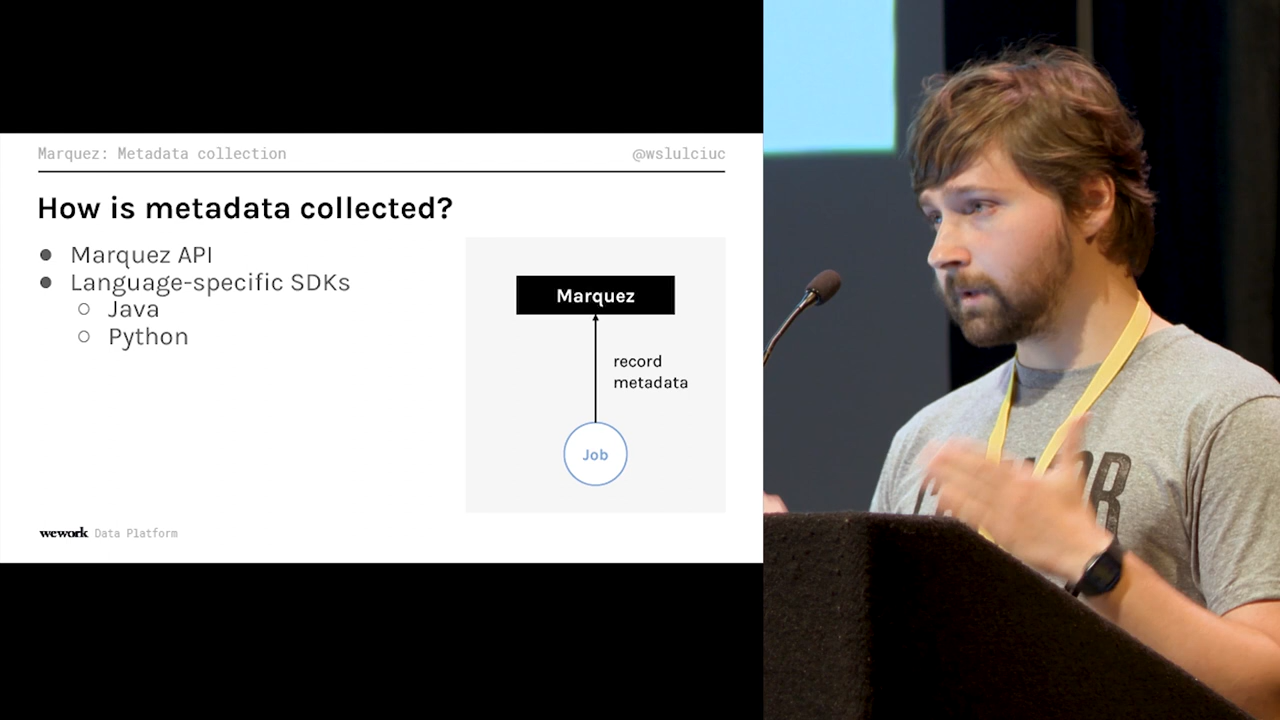 Marquez: Metadata collection
@wslulciuc
How is metadata collected?
Marquez API
Language-specific SDKs
Java
Python
Marquez
record
metadata
Job
wework Data Platform